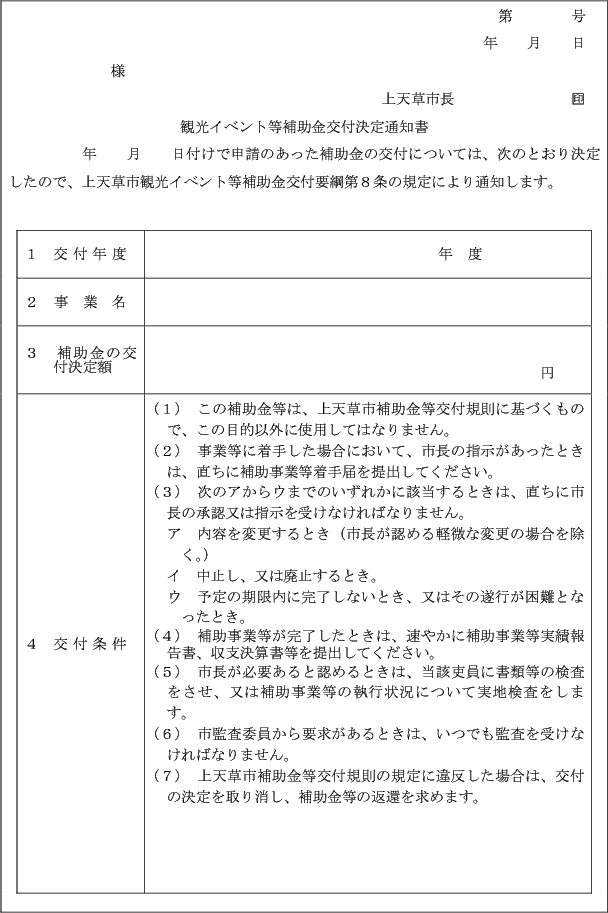 第　　　　号
年　　月　　日
様
上天草市長　　　　　　　　印
観光イベント等補助金交付決定通知書
年　　月　　日付けで申請のあった補助金の交付については、次のとおり決定
したので、上天草市観光イベント等補助金交付要綱第８条の規定により通知します。
１　交付年度
年　度
２　事　業　名
３　補助金の交
付決定額
円
４　交付条件
（１）　この補助金等は、上天草市補助金等交付規則に基づくもの
で、この目的以外に使用してはなりません。
（２）　事業等に着手した場合において、市長の指示があったとき
は、直ちに補助事業等着手届を提出してください。
（３）　次のアからウまでのいずれかに該当するときは、直ちに市
長の承認又は指示を受けなければなりません。
ア　内容を変更するとき（市長が認める軽微な変更の場合を除
く。）
イ　中止し、又は廃止するとき。
ウ　予定の期限内に完了しないとき、又はその遂行が困難とな
ったとき。
（４）　補助事業等が完了したときは、速やかに補助事業等実績報
告書、収支決算書等を提出してください。
（５）　市長が必要あると認めるときは、当該吏員に書類等の検査
をさせ、又は補助事業等の執行状況について実地検査をしま
す。
（６）　市監査委員から要求があるときは、いつでも監査を受けな
ければなりません。
（７）　上天草市補助金等交付規則の規定に違反した場合は、交付
の決定を取り消し、補助金等の返還を求めます。